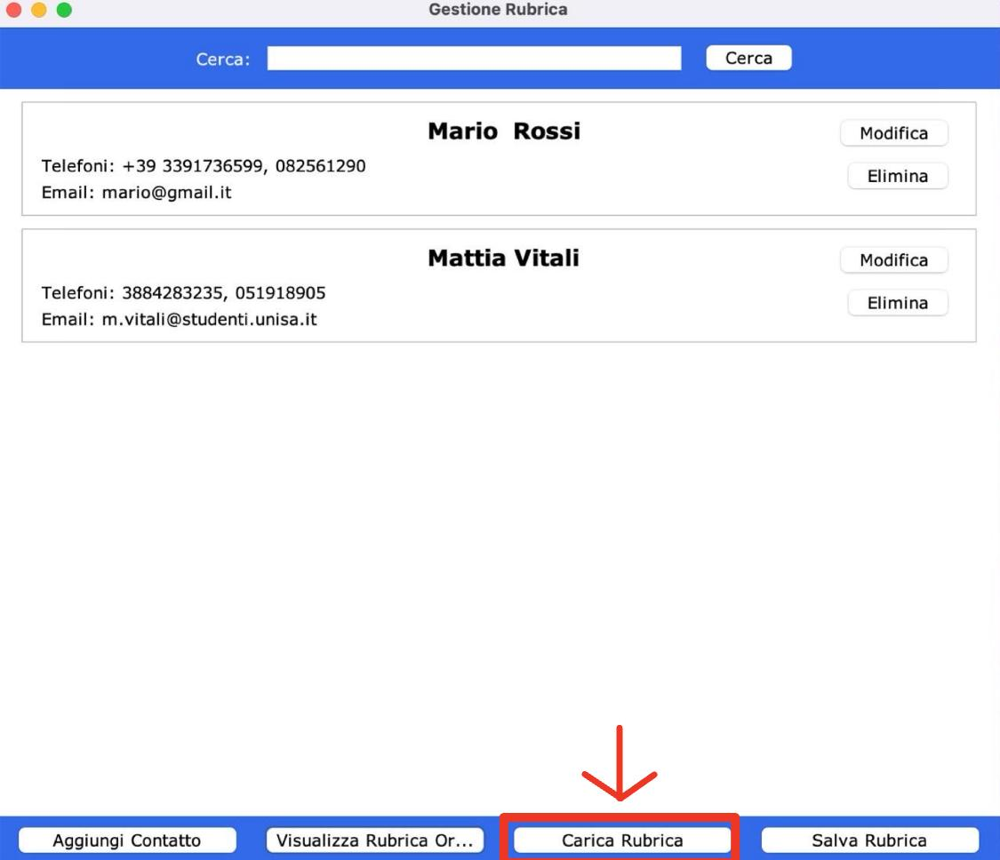 Gestione Rubrica
Cerca: Cerca
Mario Rossi
Modifica
Telefoni: +39 3391736599, 082561290
Elimina
Email: mario@gmail.it
Mattia Vitali
Modifica
Telefoni: 3884283235, 051918905
Elimina
Email: m.vitali@studenti.unisa.it
Aggiungi Contatto Visualizza Rubrica Or... Carica Rubrica Salva Rubrica